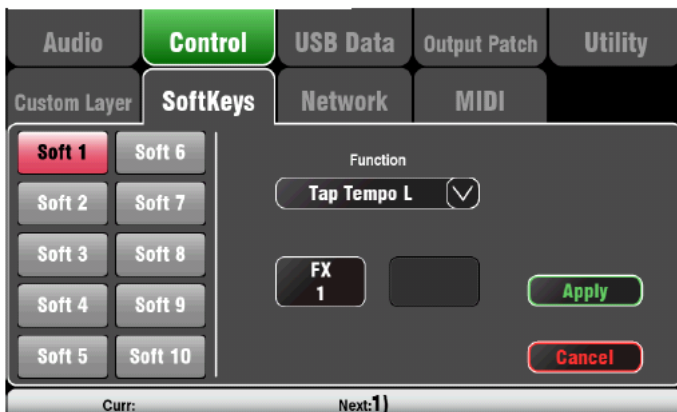 Audio Control USB Data Output Patch Utility
Custom Layer SoftKeys Network MIDI
Soft 1 Soft 6
Function
Soft 2 Soft 7
Tap Tempo L
Soft 3 Soft 8
FX
1
Soft 4 Soft 9
Apply
Soft 5 Soft 10
Cancel
Curr: Next:1)